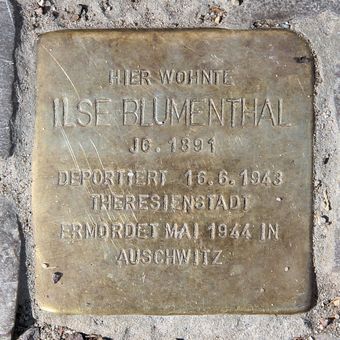 HIER WOHNTE
ILSE BLUMENTHAL
JG. 1891
DEPORTIERT 16.6.1943
THERESIENSTADT
ERMORDET MAI 1944 IN
AUSCHWITZ